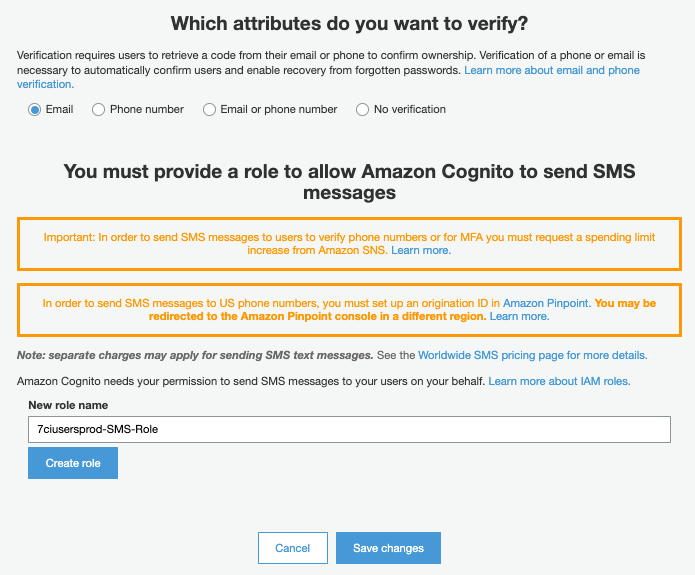 Which attributes do you want to verify?
Verification requires users to retrieve a code from their email or phone to confirm ownership. Verification of a phone or email is
necessary to automatically confirm users and enable recovery from forgotten passwords. Learn more about email and phone
verification.
Email Phone number Email or phone number No verification
You must provide a role to allow Amazon Cognito to send SMS
messages
Important: In order to send SMS messages to users to verify phone numbers or for MFA you must request a spending limit
increase from Amazon SNS. Learn more.
In order to send SMS messages to US phone numbers, you must set up an origination ID in Amazon Pinpoint. You may be
redirected to the Amazon Pinpoint console in a different region. Learn more.
Note: separate charges may apply for sending SMS text messages. See the Worldwide SMS pricing page for more details.
Amazon Cognito needs your permission to send SMS messages to your users on your behalf. Learn more about IAM roles.
New role name
7ciusersprod-SMS-Role
Create role
Cancel Save changes